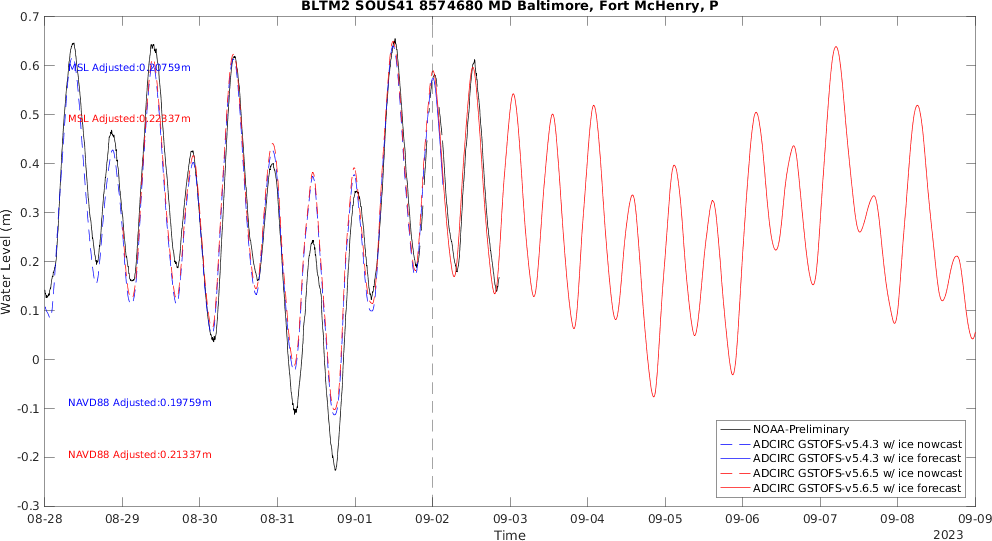 BLTM2 SOUS41 8574680 MD Baltimore, Fort McHenry, P
0.7
0.6
0.5
0.4
0.3
0.2
0.1
0
-0.1
-0.2
-0.3
Water Level (m)
MSL Adjusted:0.20759m
MSL Adjusted:0.22337m
NAVD88 Adjusted:0.19759m
NAVD88 Adjusted:0.21337m
NOAA-Preliminary
ADCIRC GSTOFS-v5.4.3 w/ ice nowcast
ADCIRC GSTOFS-v5.4.3 w/ ice forecast
ADCIRC GSTOFS-v5.6.5 w/ ice nowcast
ADCIRC GSTOFS-v5.6.5 w/ ice forecast
08-28 08-29 08-30 08-31 09-01 09-02 09-03 09-04 09-05 09-06 09-07 09-08 09-09
Time
2023